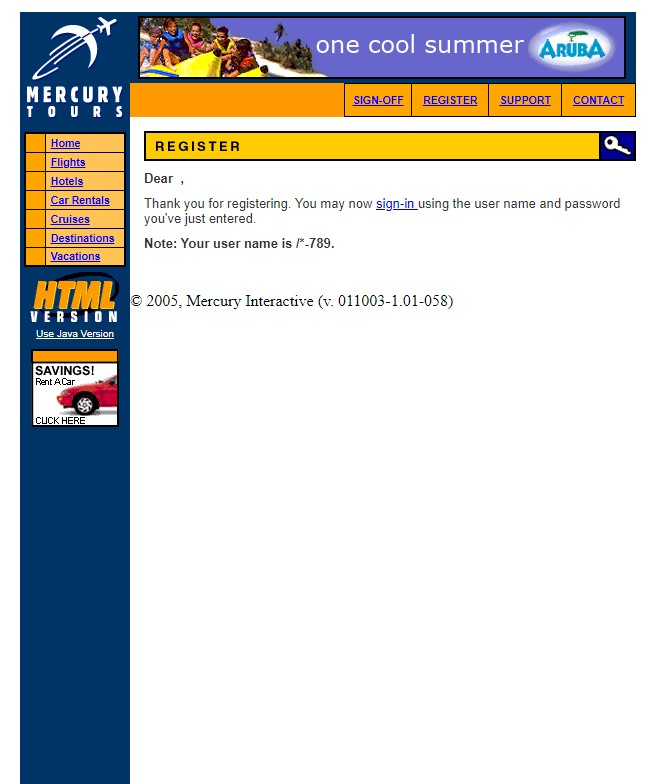 one cool summer ARUBA
MERCURY
TOURS
SIGN-OFF REGISTER SUPPORT CONTACT
Home
Flights
Hotels
Car Rentals
Cruises
Destinations
Vacations
HTML
VERSION
Use Java Version
SAVINGS!
Rent A Car
CLICK HERE
REGISTER
Dear ,
Thank you for registering. You may now sign-in using the user name and password
you've just entered.
Note: Your user name is /*-789.
© 2005, Mercury Interactive (v. 011003-1.01-058)